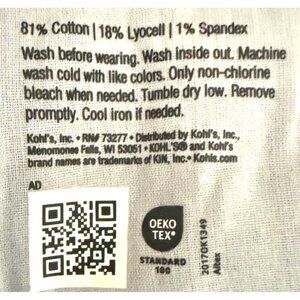 81% Cotton | 18% Lyocell | 1% Spandex
Wash before wearing. Wash inside out. Machine
wash cold with like colors. Only non-chlorine
bleach when needed. Tumble dry low. Remove
promptly. Cool iron if needed.
Kohl's, Inc. • RN# 73277 • Distributed by Kohl's, Inc.,
Menomonee Falls, WI 53051 • KOHL'S® and Kohl's
brand names are trademarks of KIN, Inc. • Kohls.com
AD
OEKO
TEX®
STANDARD
100
2017OK1349
Aitex